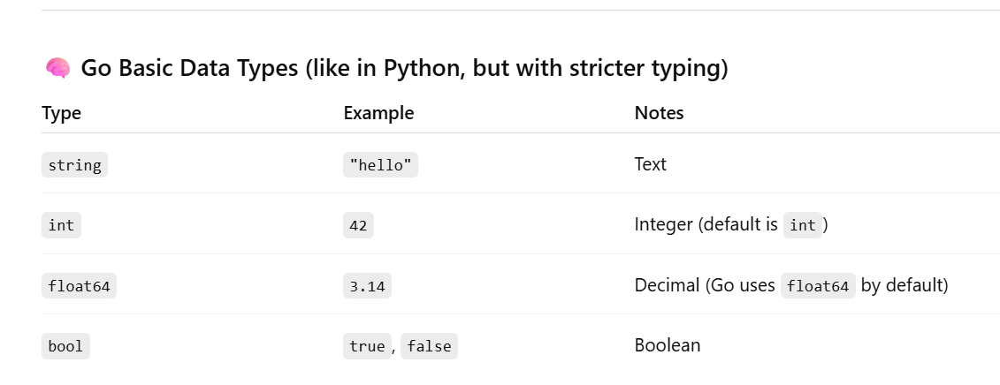 🧠 Go Basic Data Types (like in Python, but with stricter typing)
Type Example Notes
string "hello" Text
int 42 Integer (default is int)
float64 3.14 Decimal (Go uses float64 by default)
bool true, false Boolean